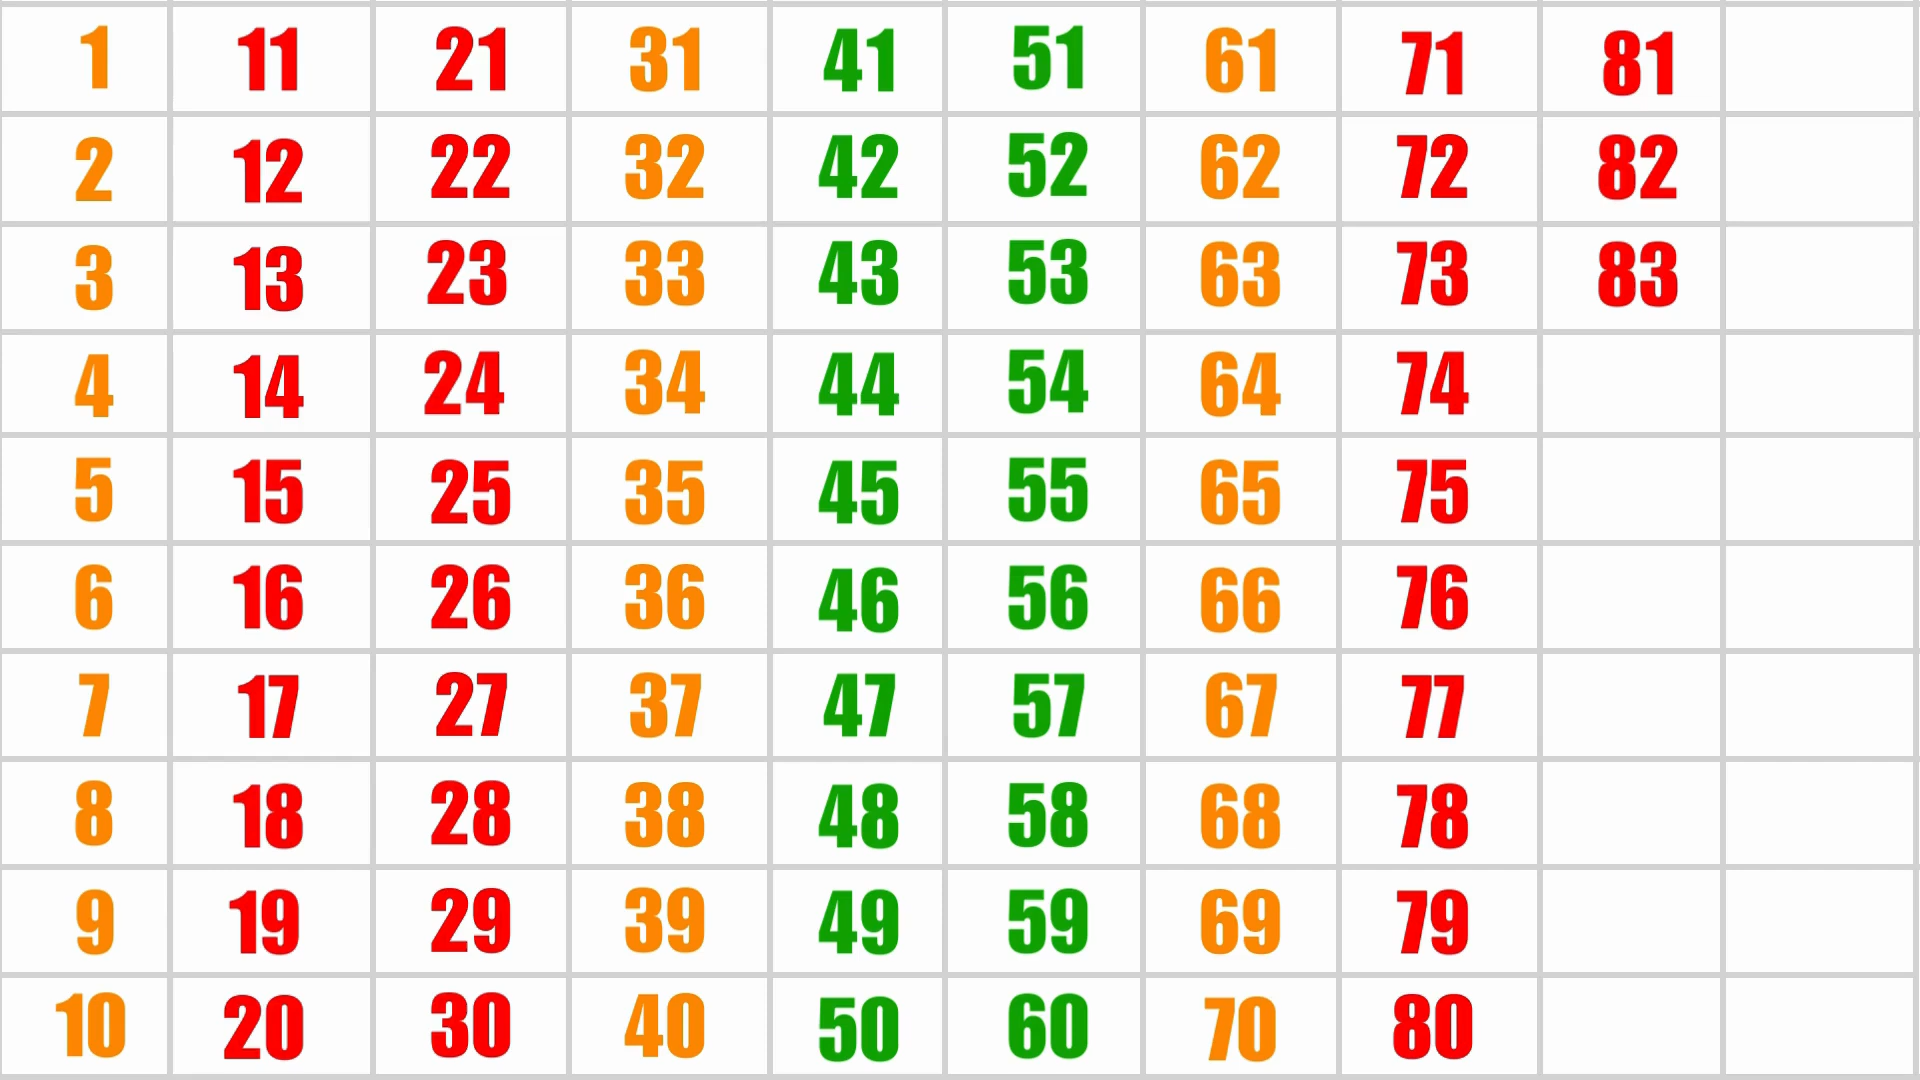 1 11 21 31 41 51 61 71 81
2 12 22 32 42 52 62 72 82
3 13 23 33 43 53 63 73 83
4 14 24 34 44 54 64 74
5 15 25 35 45 55 65 75
6 16 26 36 46 56 66 76
7 17 27 37 47 57 67 77
8 18 28 38 48 58 68 78
9 19 29 39 49 59 69 79
10 20 30 40 50 60 70 80